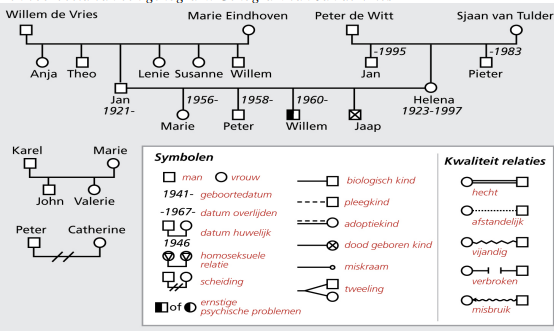 Willem de Vries
Marie Eindhoven
Peter de Witt
Sjaan van Tulder
Anja
Theo
Lenie
Susanne
Willem
-1995
Jan
-1983
Pieter
Jan
1921-
1956-
Marie
1958-
Peter
1960-
Willem
Jaap
Helena
1923-1997
Karel
Marie
John
Valerie
Peter
Catherine
Symbolen
man
vrouw
1941- geboortedatum
-1967- datum overlijden
datum huwelijk
1946
homoseksuele
relatie
scheiding
of
ernstige
psychische problemen
biologisch kind
pleegkind
adoptiekind
dood geboren kind
miskraam
tweeling
Kwaliteit relaties
hecht
afstandelijk
vijandig
verbroken
misbruik